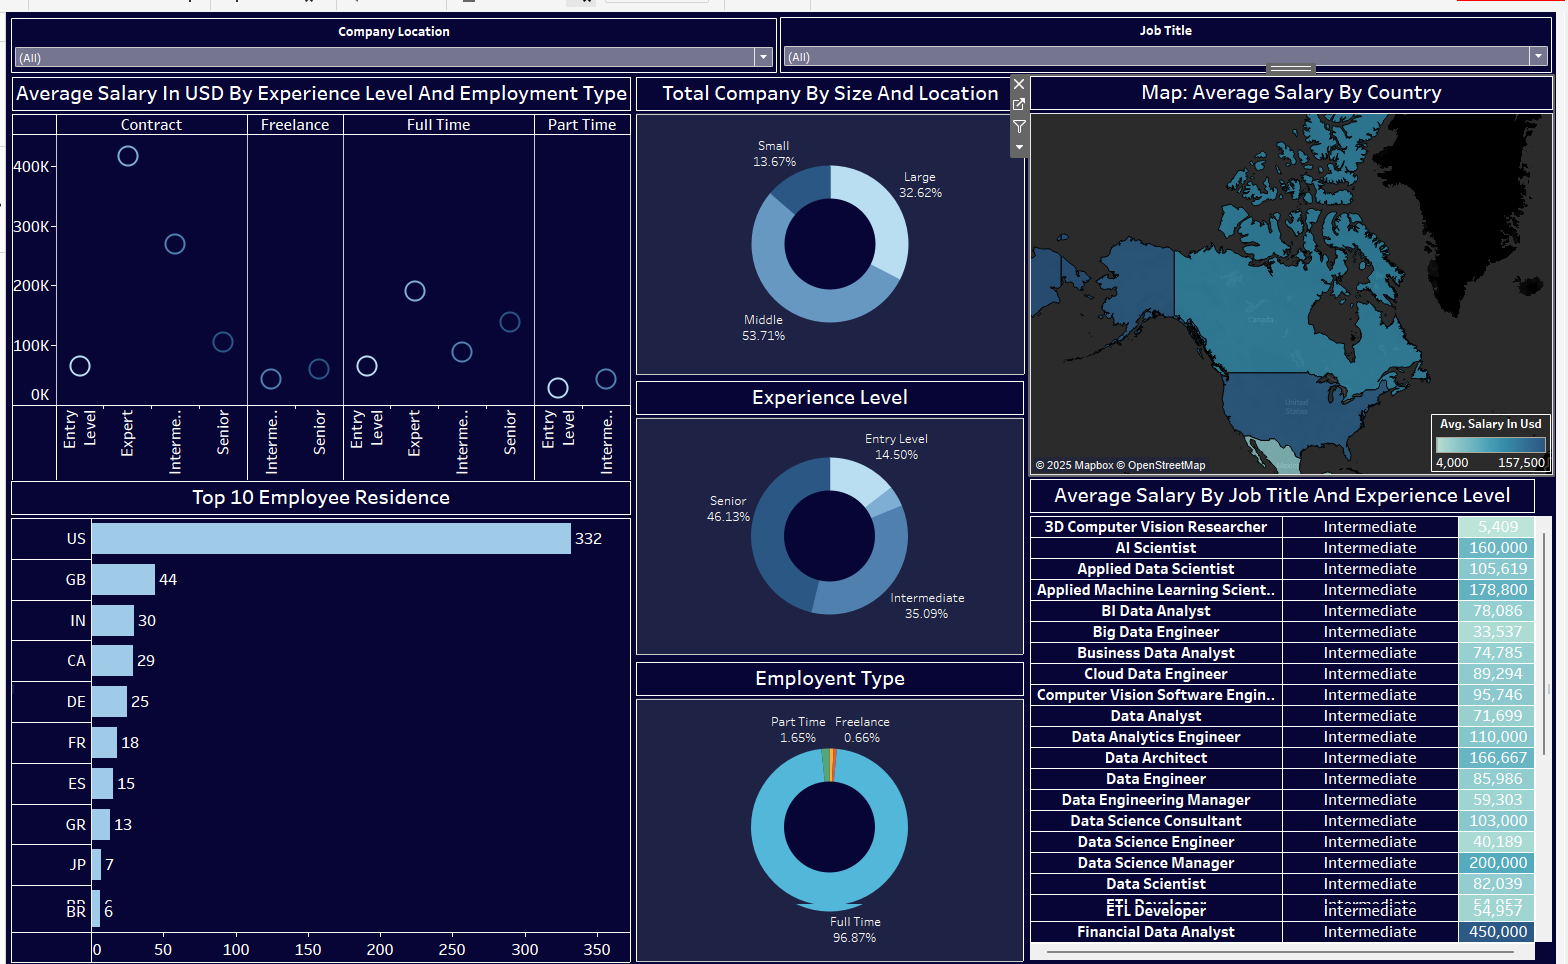 Company Location
(All)
Job Title
(All)
Average Salary In USD By Experience Level And Employment Type
Contract
Freelance
Full Time
Part Time
400K
300K
200K
100K
0K
Entry
Level
Expert
Interme..
Senior
Interme..
Senior
Entry
Level
Expert
Interme..
Senior
Entry
Level
Interme..
Top 10 Employee Residence
US 332
GB 44
IN 30
CA 29
DE 25
FR 18
ES 15
GR 13
JP 7
BR 6
0 50 100 150 200 250 300 350
Total Company By Size And Location
Small
13.67%
Large
32.62%
Middle
53.71%
Experience Level
Entry Level
14.50%
Senior
46.13%
Intermediate
35.09%
Employent Type
Part Time
1.65%
Freelance
0.66%
Full Time
96.87%
Map: Average Salary By Country
Canada
United
States
Avg. Salary In Usd
4,000 157,500
© 2025 Mapbox © OpenStreetMap
Average Salary By Job Title And Experience Level
3D Computer Vision Researcher Intermediate 5,409
AI Scientist Intermediate 160,000
Applied Data Scientist Intermediate 105,619
Applied Machine Learning Scient.. Intermediate 178,800
BI Data Analyst Intermediate 78,086
Big Data Engineer Intermediate 33,537
Business Data Analyst Intermediate 74,785
Cloud Data Engineer Intermediate 89,294
Computer Vision Software Engin.. Intermediate 95,746
Data Analyst Intermediate 71,699
Data Analytics Engineer Intermediate 110,000
Data Architect Intermediate 166,667
Data Engineer Intermediate 85,986
Data Engineering Manager Intermediate 59,303
Data Science Consultant Intermediate 103,000
Data Science Engineer Intermediate 40,189
Data Science Manager Intermediate 200,000
Data Scientist Intermediate 82,039
ETL Developer Intermediate 54,957
Financial Data Analyst Intermediate 450,000